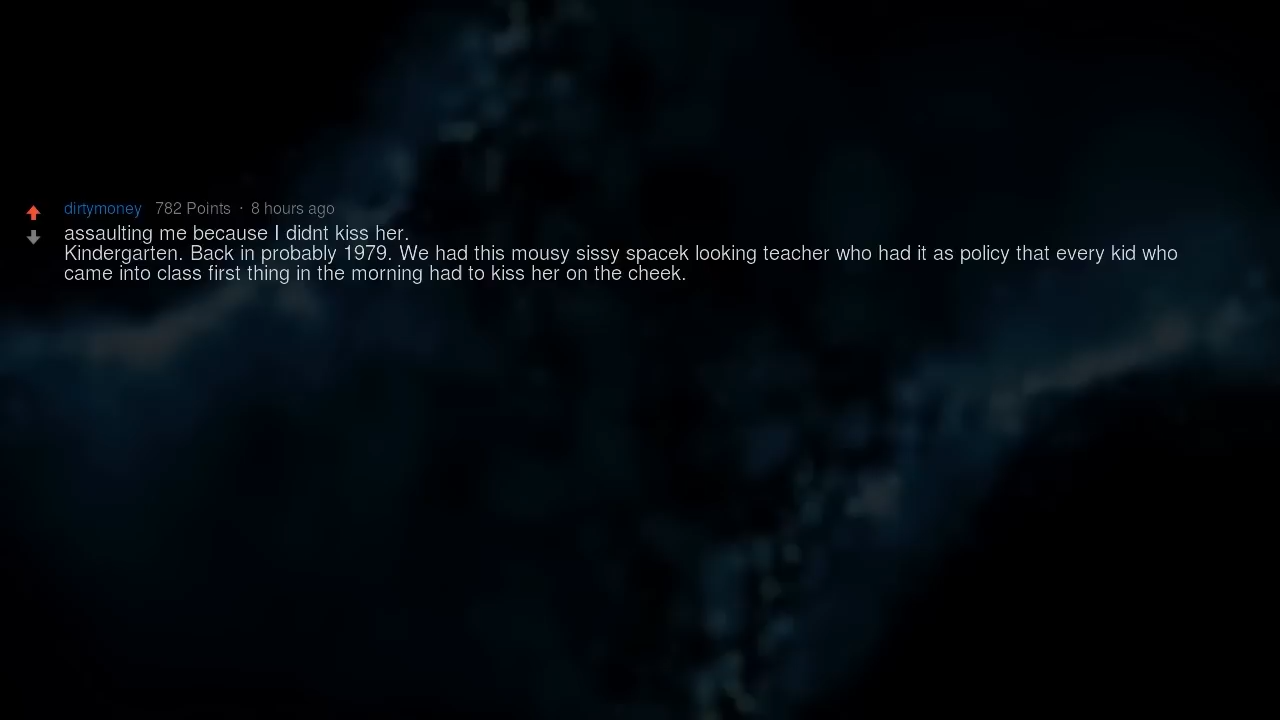 dirtymoney 782 Points · 8 hours ago
assaulting me because I didnt kiss her.
Kindergarten. Back in probably 1979. We had this mousy sissy spacek looking teacher who had it as policy that every kid who
came into class first thing in the morning had to kiss her on the cheek.